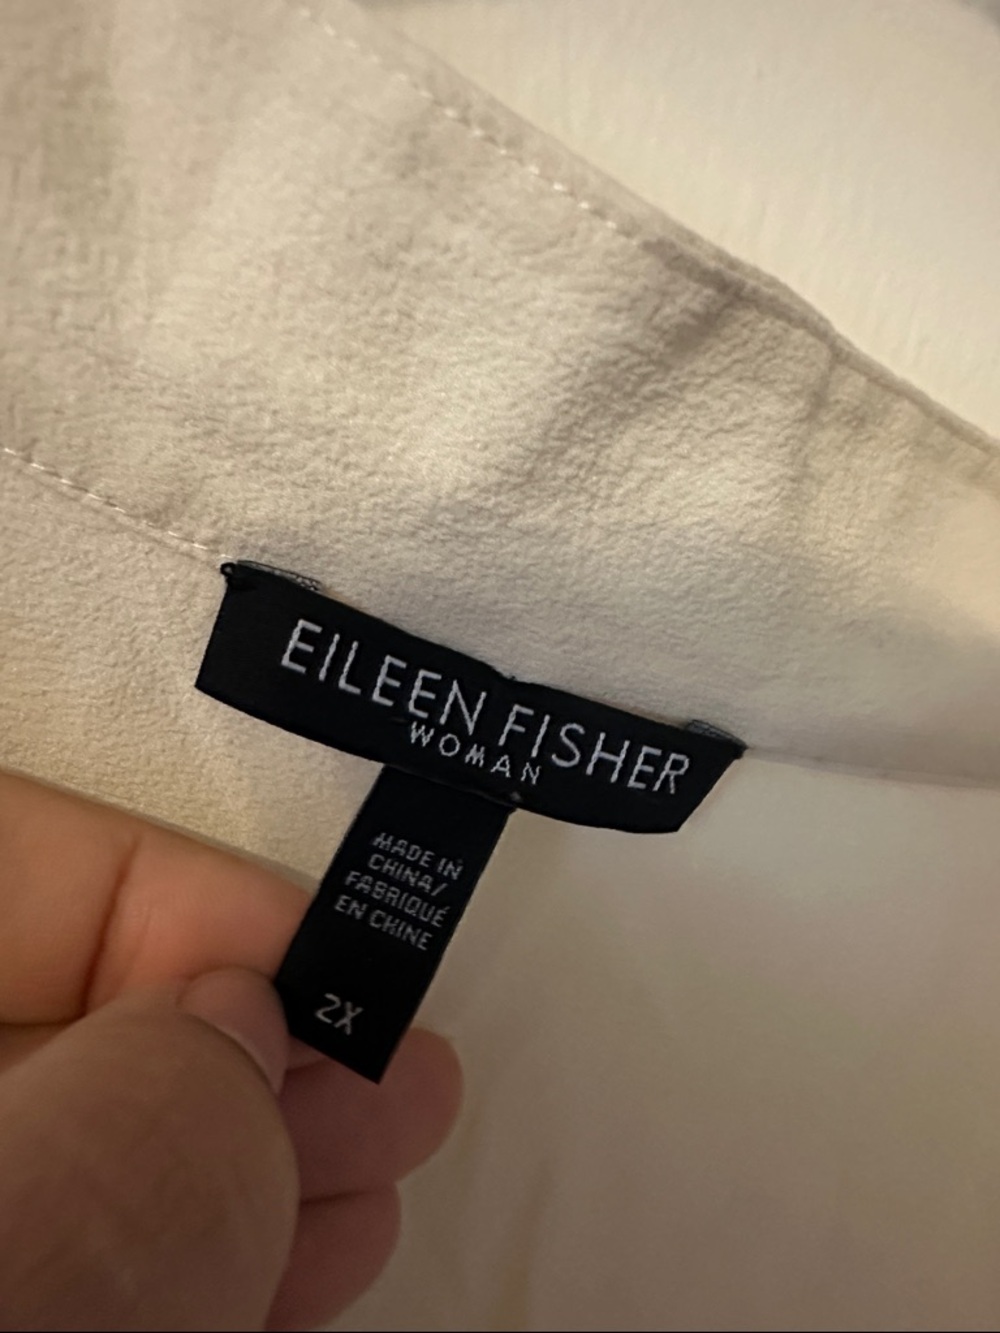 EILEEN FISHER
WOMAN
MADE IN
CHINA/
FABRIQUÉ
EN CHINE
2X